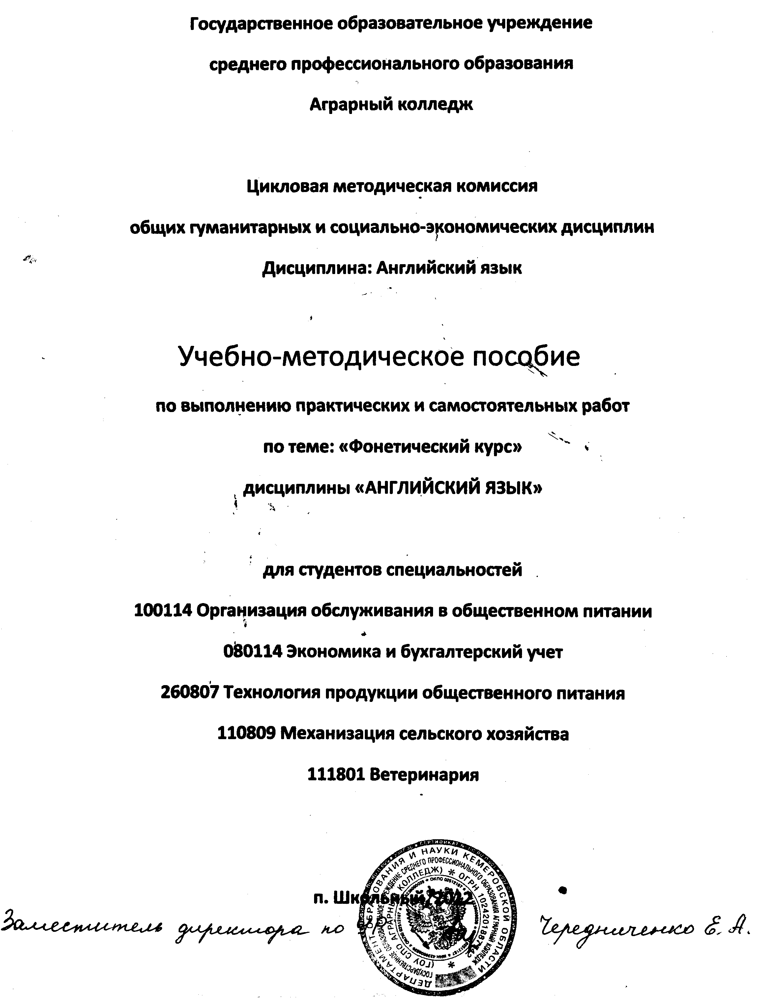 Государственное образовательное учреждение
среднего профессионального образования
Аграрный колледж
Цикловая методическая комиссия
общих гуманитарных и социально-экономических дисциплин
Дисциплина: Английский язык
Учебно-методическое пособие
по выполнению практических и самостоятельных работ
по теме: «Фонетический курс»
дисциплины «АНГЛИЙСКИЙ ЯЗЫК»
для студентов специальностей
100114 Организация обслуживания в общественном питании
080114 Экономика и бухгалтерский учет
260807 Технология продукции общественного питания
110809 Механизация сельского хозяйства
111801 Ветеринария
п. Школьный, 2012
Заместитель директора по
Чередниченко Е. А.
ДЕПАРТАМЕНТ ОБРАЗОВАНИЯ И НАУКИ КЕМЕРОВСКОЙ ОБЛАСТИ
ГОСУДАРСТВЕННОЕ ОБРАЗОВАТЕЛЬНОЕ УЧРЕЖДЕНИЕ СРЕДНЕГО ПРОФЕССИОНАЛЬНОГО ОБРАЗОВАНИЯ АГРАРНЫЙ КОЛЛЕДЖ
(ГОУ СПО АГРАРНЫЙ КОЛЛЕДЖ) * ОГРН 1024201887742 *